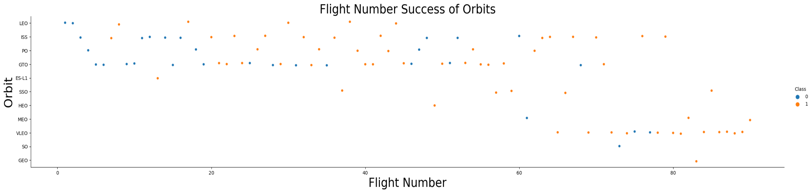 Flight Number Success of Orbits
LEO
ISS
PO
GTO
ES-L1
SSO
HEO
MEO
VLEO
SO
GEO
Orbit
0
20
40
60
80
Flight Number
Class
0
1